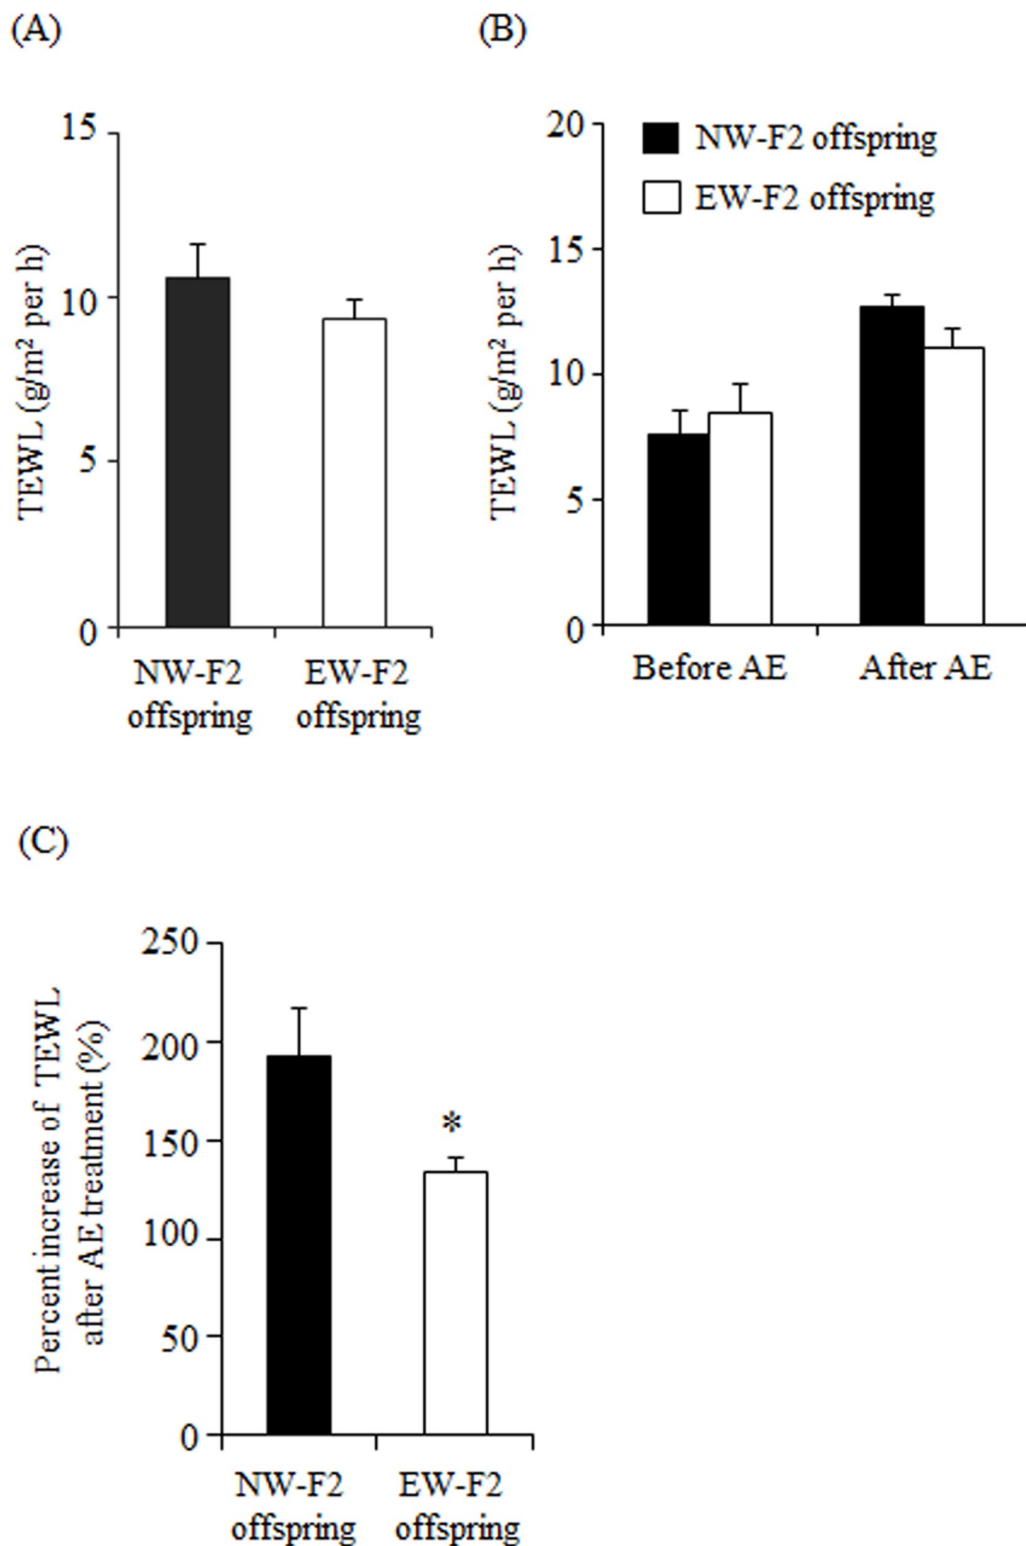 (A)
TEWL (g/m² per h)
15
10
5
0
NW-F2
offspring
EW-F2
offspring
(B)
TEWL (g/m² per h)
20
15
10
5
0
NW-F2 offspring
EW-F2 offspring
Before AE
After AE
(C)
Percent increase of TEWL
after AE treatment (%)
250
200
150
100
50
0
*
NW-F2
offspring
EW-F2
offspring